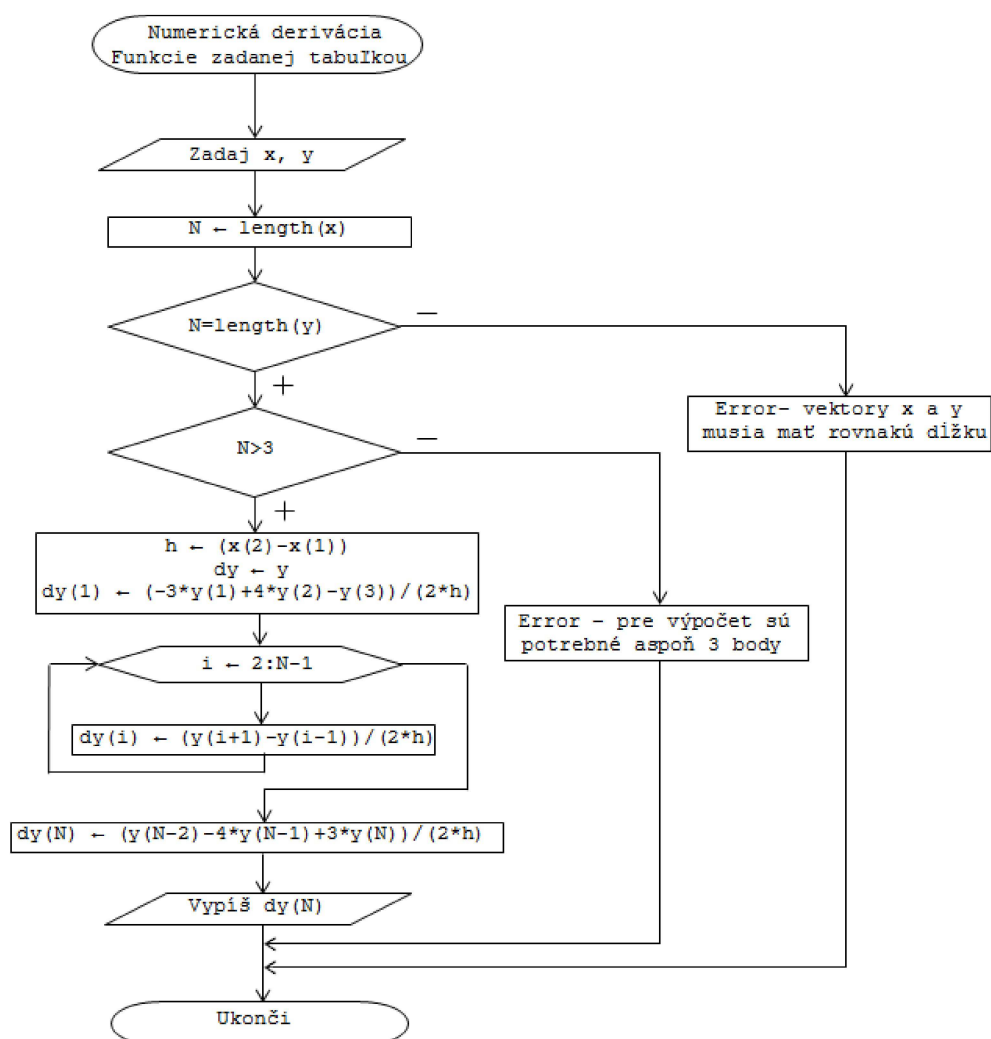 Numerická derivácia
Funkcie zadanej tabuľkou
Zadaj x, y
N ← length(x)
N=length(y)
—
+
Error- vektory x a y
musia mať rovnakú dĺžku
N>3
—
+
h ← (x(2)-x(1))
dy ← y
dy(1) ← (-3*y(1)+4*y(2)-y(3))/(2*h)
Error - pre výpočet sú
potrebné aspoň 3 body
i ← 2:N-1
dy(i) ← (y(i+1)-y(i-1))/(2*h)
dy(N) ← (y(N-2)-4*y(N-1)+3*y(N))/(2*h)
Vypíš dy(N)
Ukonči